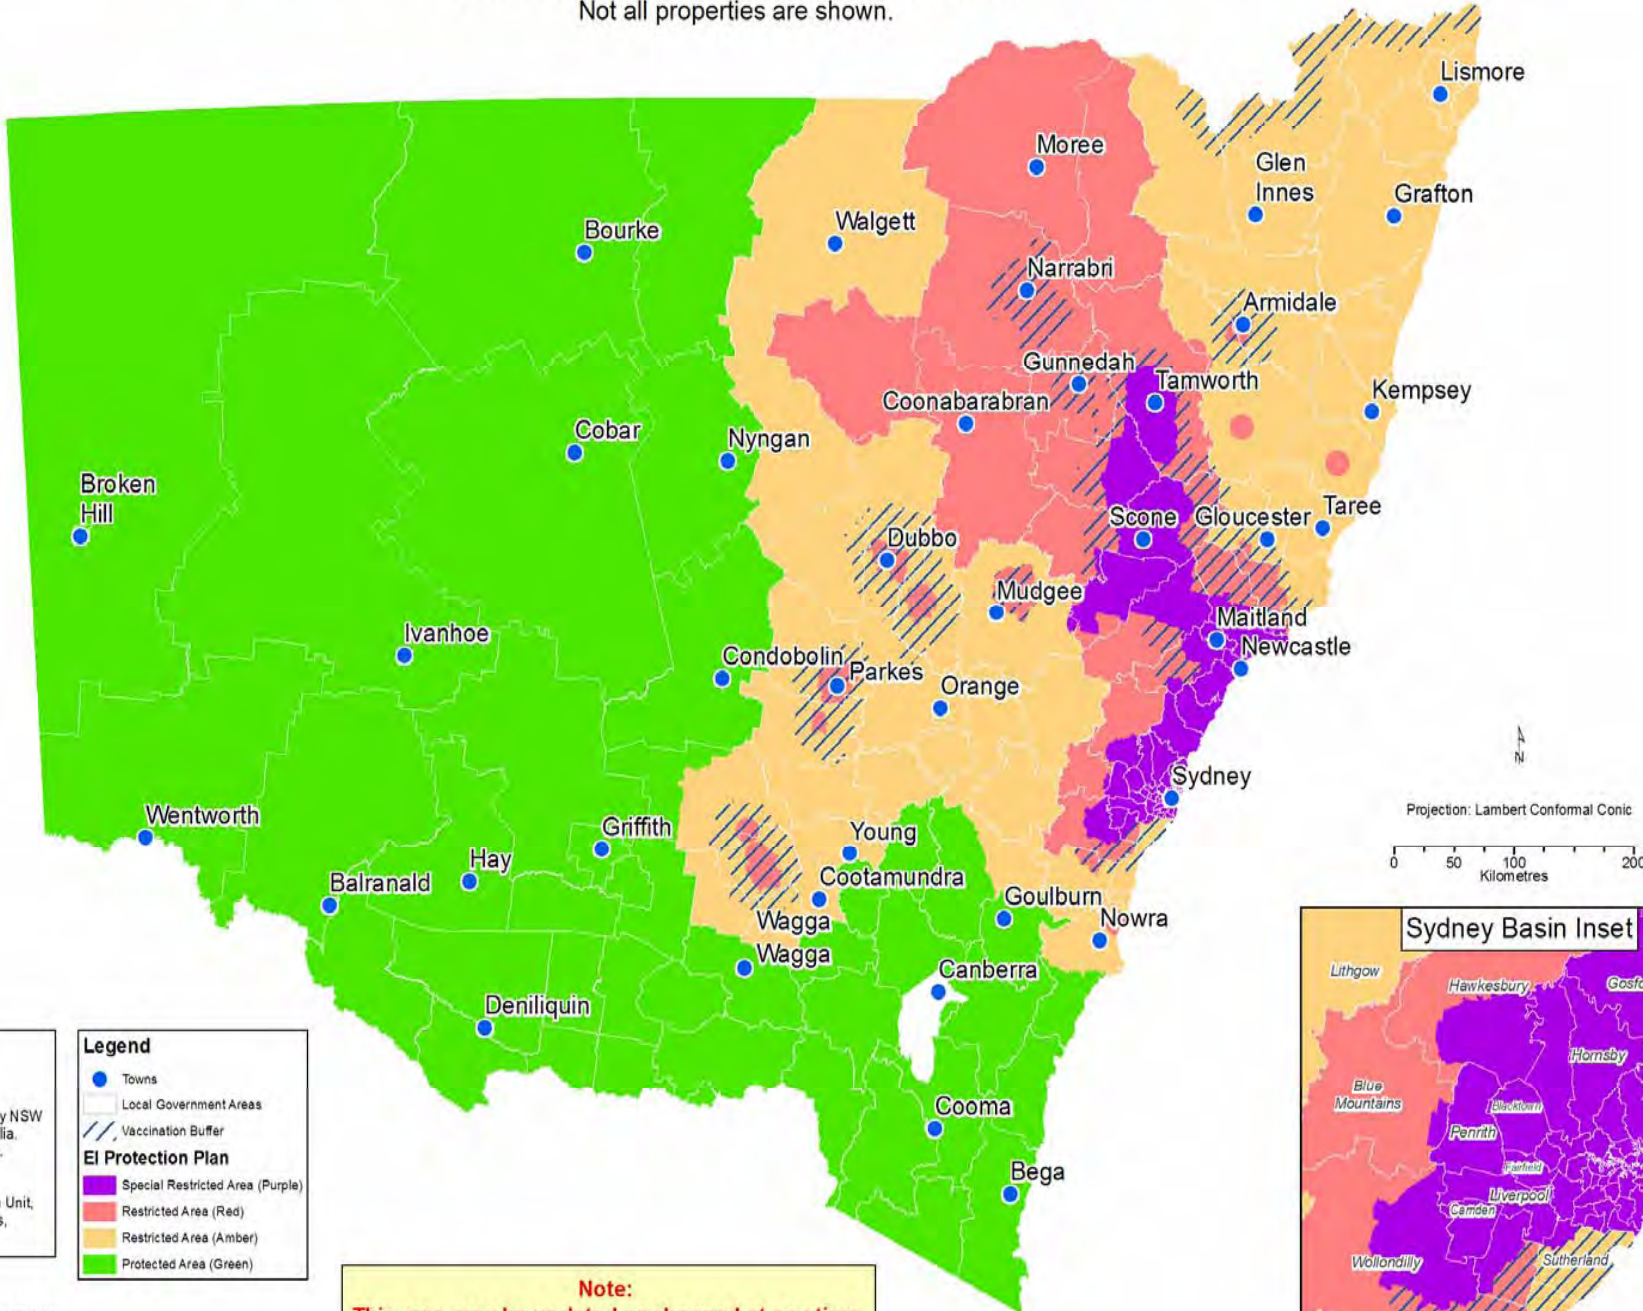 Not all properties are shown.
Lismore
Moree
Glen
Innes
Grafton
Walgett
Bourke
Narrabri
Armidale
Gunnedah
Tamworth
Kempsey
Coonabarabran
Cobar
Nyngan
Broken
Hill
Scone
Gloucester
Taree
Dubbo
Mudgee
Maitland
Newcastle
Ivanhoe
Condobolin
Parkes
Orange
Sydney
Wentworth
Griffith
Young
Hay
Balranald
Cootamundra
Goulburn
Nowra
Wagga
Wagga
Canberra
Deniliquin
Cooma
Bega
N
Projection: Lambert Conformal Conic
0 50 100 200
Kilometres
Sydney Basin Inset
Lithgow
Hawkesbury
Gosfo
Hornsby
Blue
Mountains
Blacktown
Penrith
Fairfield
Liverpool
Camden
Wollondilly
Sutherland
y NSW
lia.
Unit,
s,
Legend
Towns
Local Government Areas
Vaccination Buffer
EI Protection Plan
Special Restricted Area (Purple)
Restricted Area (Red)
Restricted Area (Amber)
Protected Area (Green)
Note: